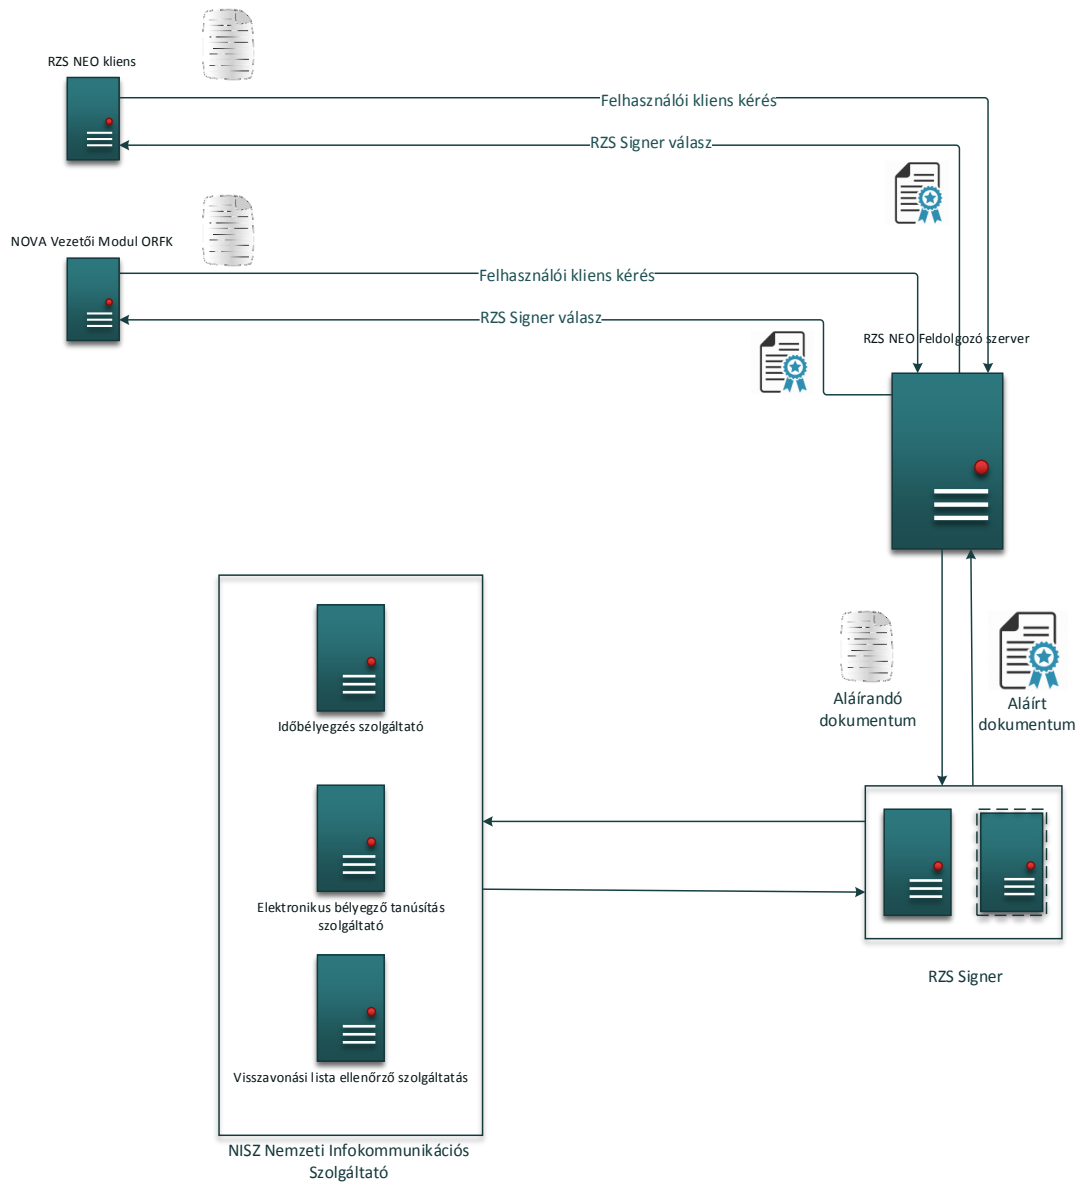 RZS NEO kliens
Felhasználói kliens kérés
RZS Signer válasz
NOVA Vezetői Modul ORFK
Felhasználói kliens kérés
RZS Signer válasz
RZS NEO Feldolgozó szerver
Aláírandó
dokumentum
Aláírt
dokumentum
Időbélyegzés szolgáltató
Elektronikus bélyegző tanúsítás
szolgáltató
RZS Signer
Visszavonási lista ellenőrző szolgáltatás
NISZ Nemzeti Infokommunikációs
Szolgáltató